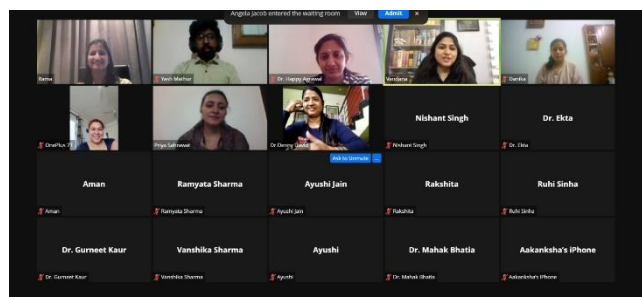 Angela Jacob entered the waiting room View Admit
Rama
Yash Mathur
Dr. Happy Agrawal
Vandana
Danika
OnePlus 7T
Priya Sabrawat
Dr Denny David
Ask to Unmute ...
Nishant Singh
Nishant Singh
Dr. Ekta
Dr. Ekta
Aman
Aman
Ramyata Sharma
Ramyata Sharma
Ayushi Jain
Ayushi Jain
Rakshita
Rakshita
Ruhi Sinha
Ruhi Sinha
Dr. Gurneet Kaur
Dr. Gurneet Kaur
Vanshika Sharma
Vanshika Sharma
Ayushi
Ayushi
Dr. Mahak Bhatia
Dr. Mahak Bhatia
Aakanksha's iPhone
Aakanksha's iPhone